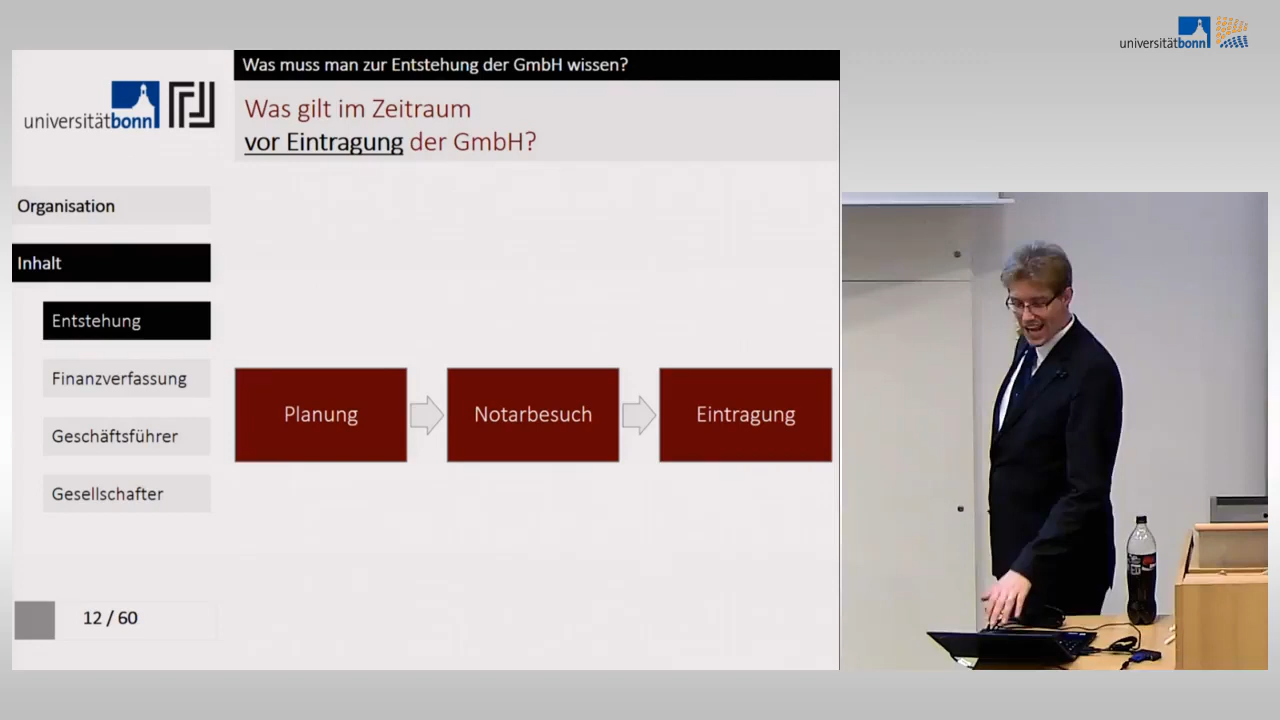 universitätbonn
Was muss man zur Entstehung der GmbH wissen?
universitätbonn
Was gilt im Zeitraum
vor Eintragung der GmbH?
Organisation
Inhalt
Entstehung
Finanzverfassung
Geschäftsführer
Gesellschafter
Planung
Notarbesuch
Eintragung
12 / 60